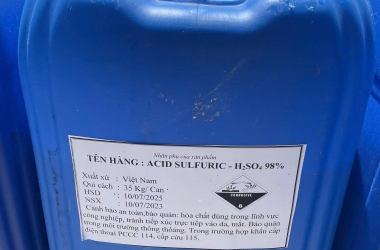 Nhãn phụ của sản phẩm
TÊN HÀNG : ACID SULFURIC - H₂SO₄ 98%
Xuất xứ : Việt Nam
Qui cách : 35 Kg/ Can
HSD : 10/07/2025
NSX : 10/07/2023
Cảnh báo an toàn,bảo quản: hóa chất dùng trong lĩnh vực
công nghiệp, tránh tiếp xúc trực tiếp vào da, mắt. Bảo quản
trong môi trường thông thoáng. Trong trường hợp khẩn cấp
điện thoại PCCC 114, cấp cứu 115.
8